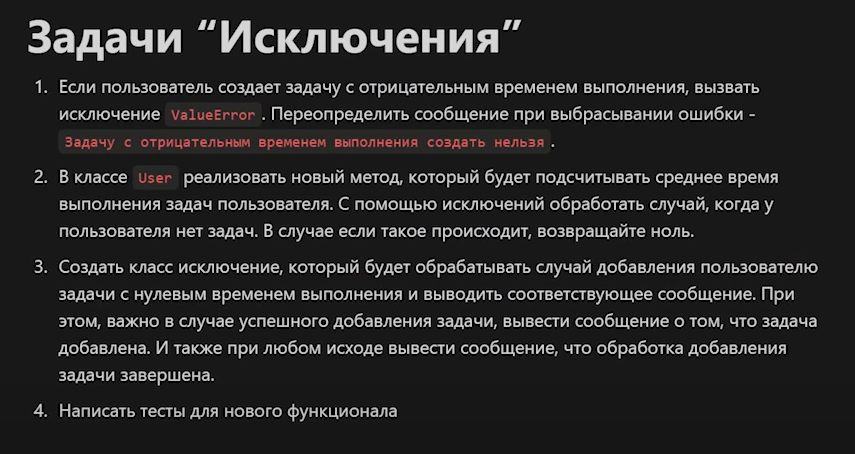 Задачи “Исключения”
1. Если пользователь создает задачу с отрицательным временем выполнения, вызвать
исключение ValueError. Переопределить сообщение при выбрасывании ошибки -
Задачу с отрицательным временем выполнения создать нельзя.
2. В классе User реализовать новый метод, который будет подсчитывать среднее время
выполнения задач пользователя. С помощью исключений обработать случай, когда у
пользователя нет задач. В случае если такое происходит, возвращайте ноль.
3. Создать класс исключение, который будет обрабатывать случай добавления пользователю
задачи с нулевым временем выполнения и выводить соответствующее сообщение. При
этом, важно в случае успешного добавления задачи, вывести сообщение о том, что задача
добавлена. И также при любом исходе вывести сообщение, что обработка добавления
задачи завершена.
4. Написать тесты для нового функционала